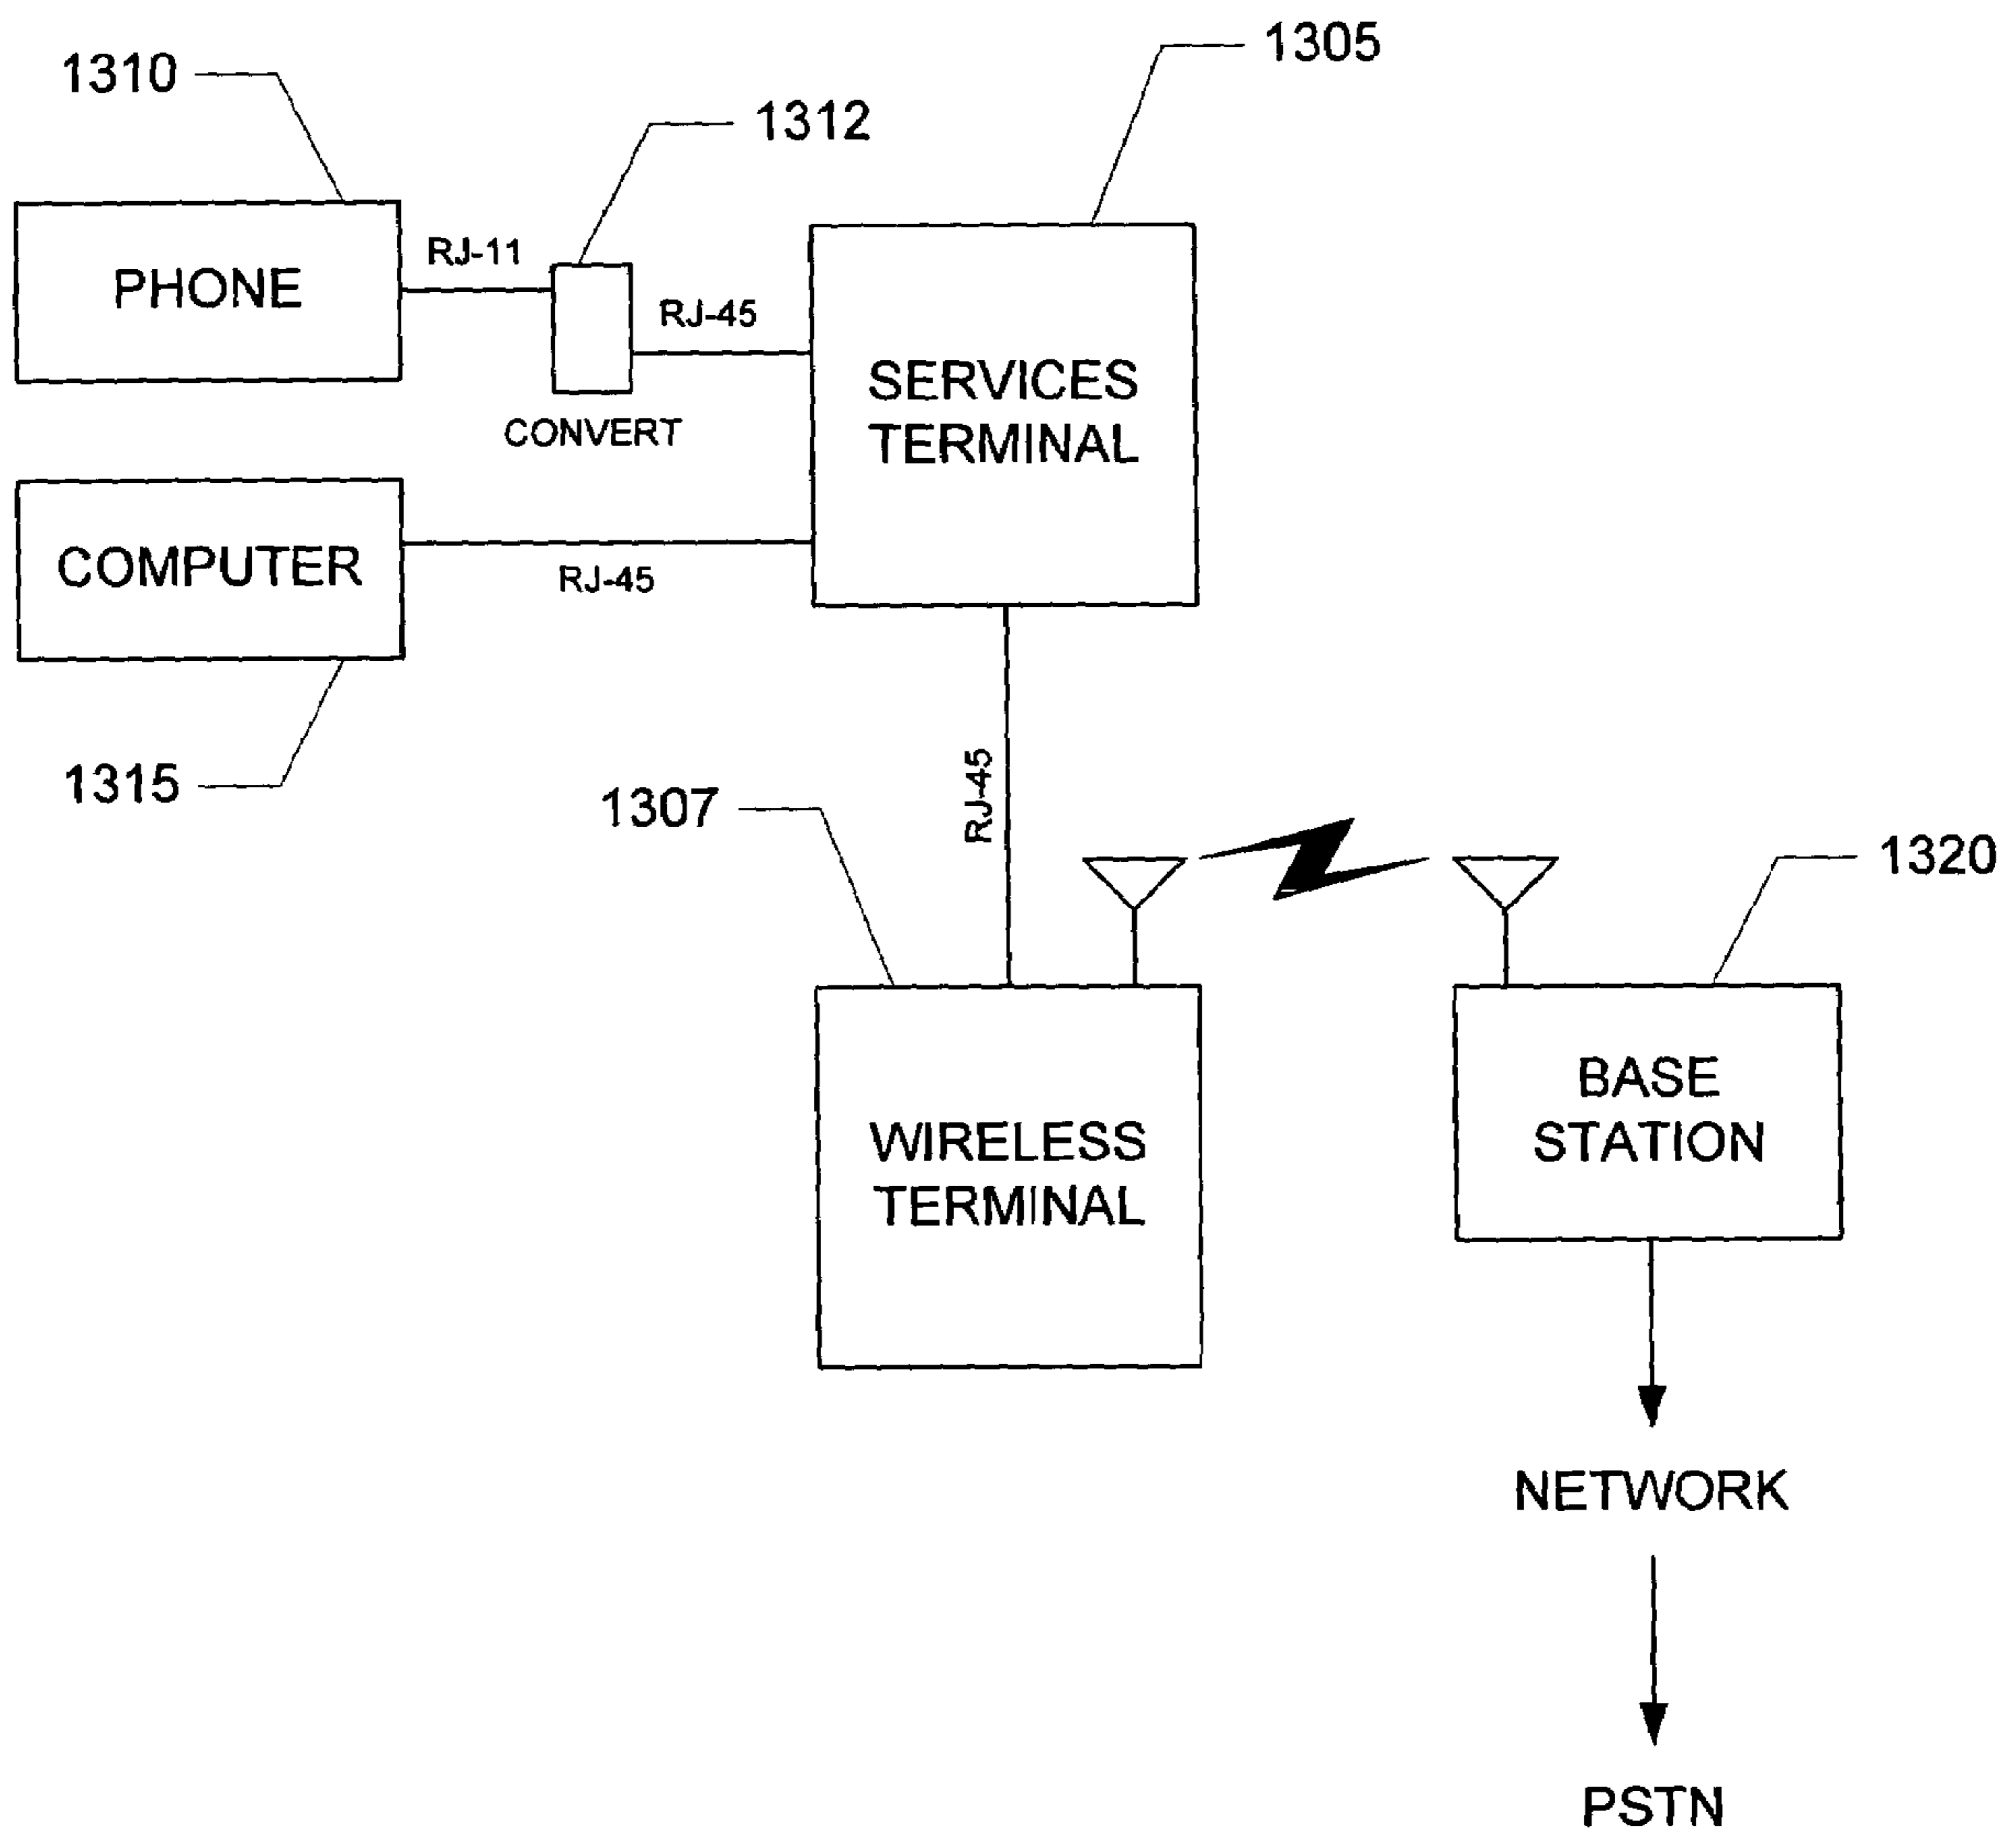 1305
1310
1312
PHONE
RJ-11
RJ-45
SERVICES
TERMINAL
CONVERT
COMPUTER
RJ-45
1315
1307
RJ-45
1320
WIRELESS
TERMINAL
BASE
STATION
NETWORK
PSTN